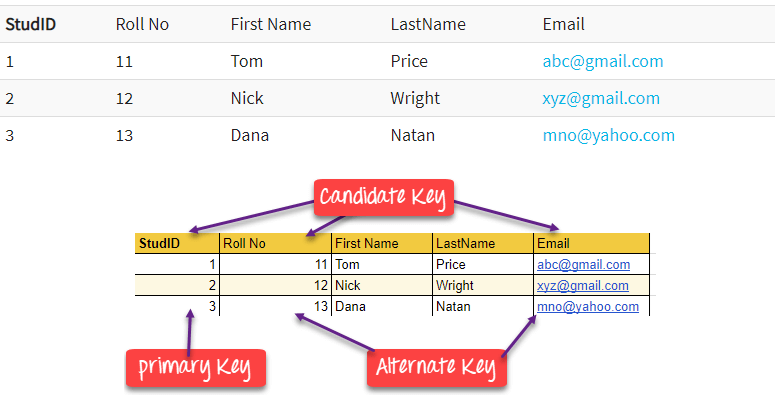 StudID Roll No First Name LastName Email
1 11 Tom Price abc@gmail.com
2 12 Nick Wright xyz@gmail.com
3 13 Dana Natan mno@yahoo.com
Candidate Key
StudID Roll No First Name LastName Email
1 11 Tom Price abc@gmail.com
2 12 Nick Wright xyz@gmail.com
3 13 Dana Natan mno@yahoo.com
primary Key Alternate Key